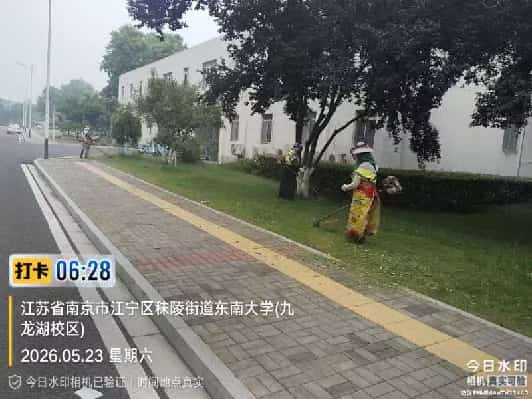 打卡 06:28
江苏省南京市江宁区秣陵街道东南大学(九
龙湖校区)
2026.05.23 星期六
今日水印相机已验证 | 时间地点真实
今日水印
相机 真实可验